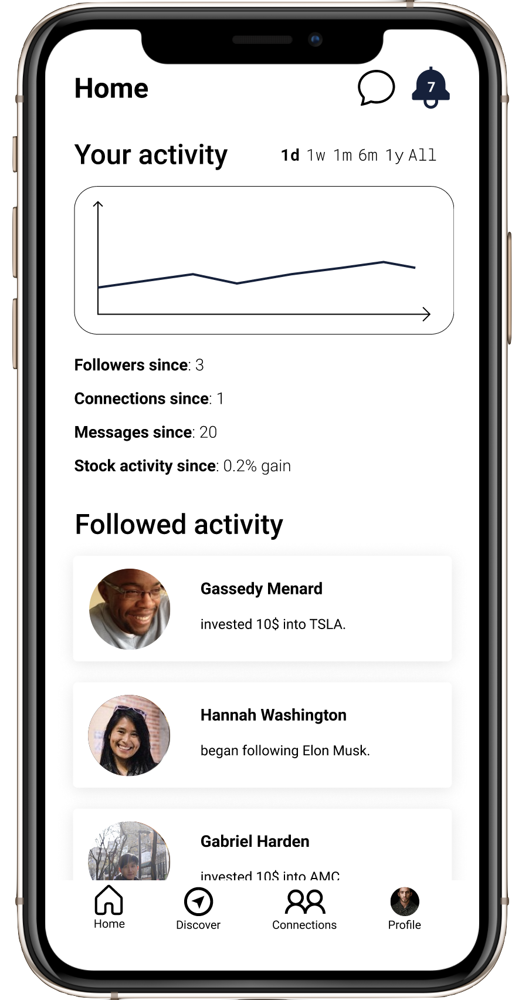 Home
7
Your activity
1d 1w 1m 6m 1y All
Followers since: 3
Connections since: 1
Messages since: 20
Stock activity since: 0.2% gain
Followed activity
Gassedy Menard
invested 10$ into TSLA.
Hannah Washington
began following Elon Musk.
Gabriel Harden
invested 10$ into AMC
Home
Discover
Connections
Profile